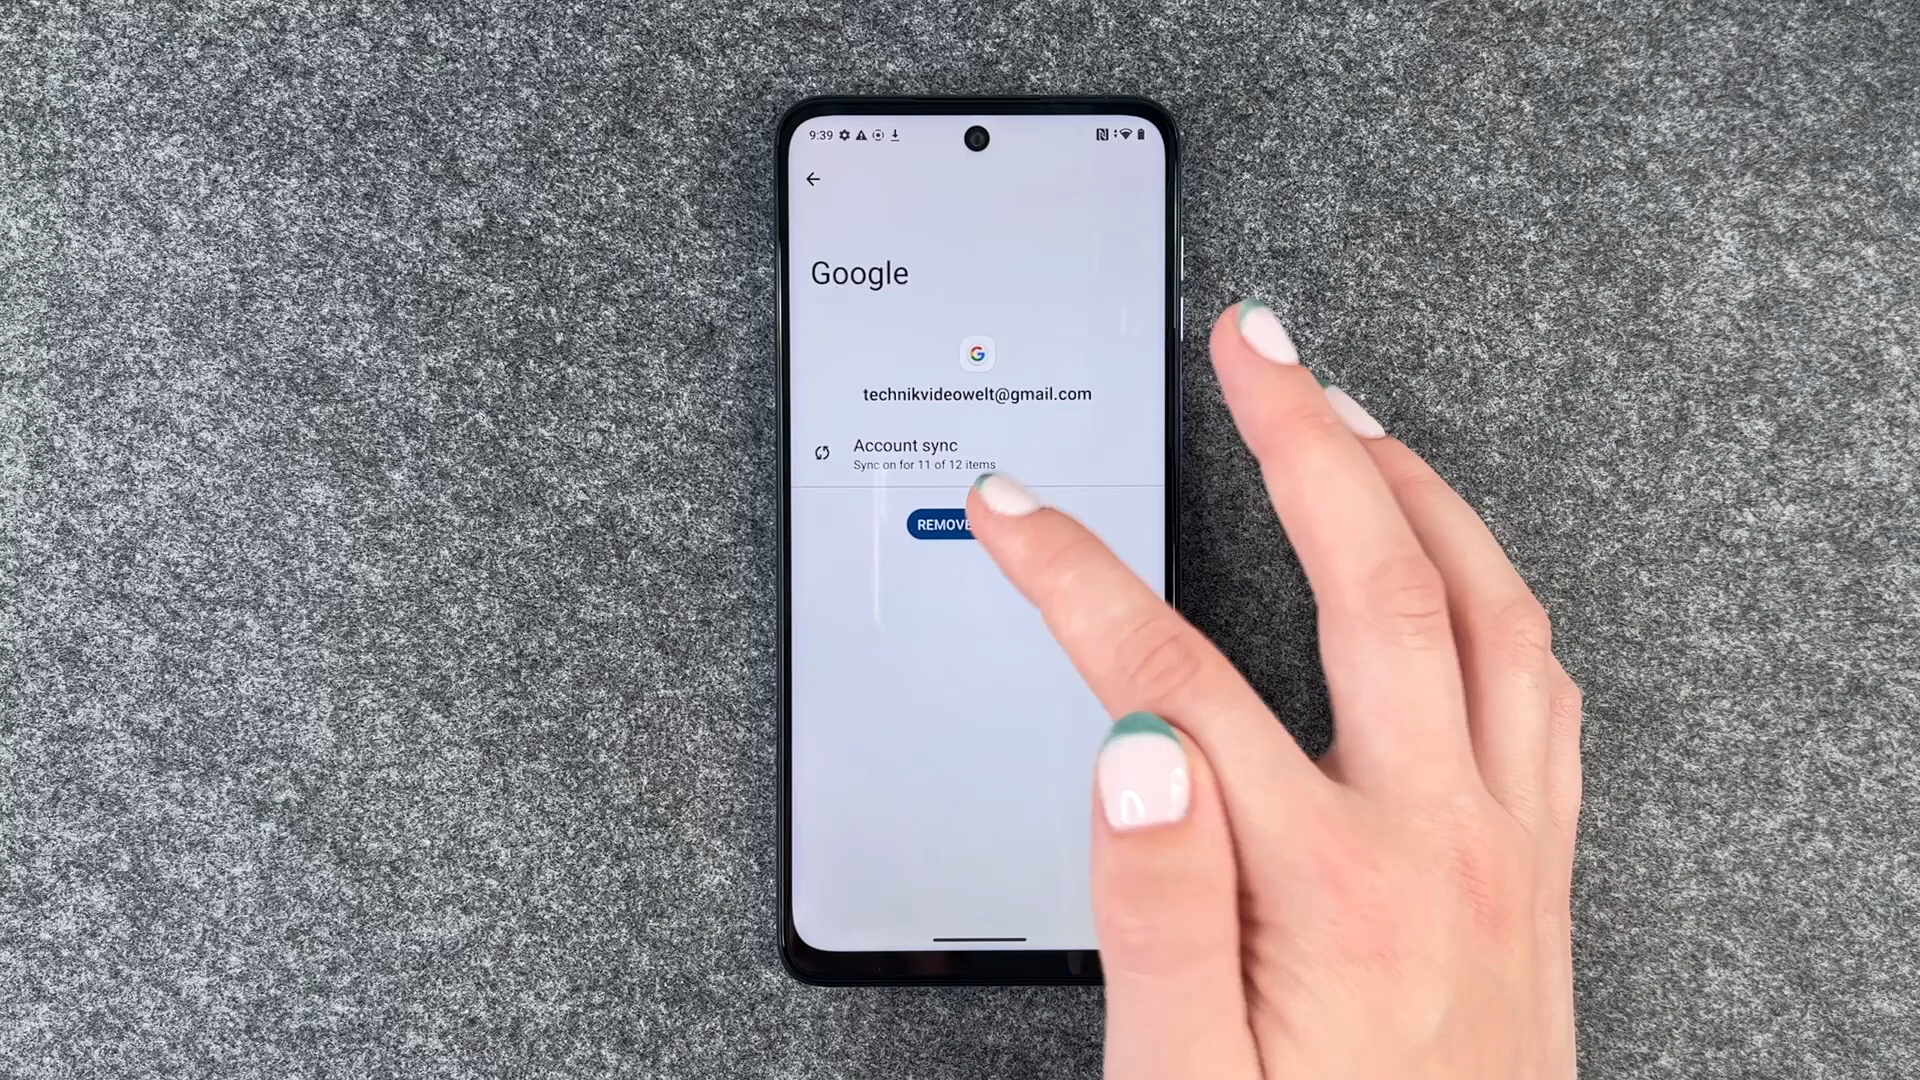 9:39
Google
G
technikvideowelt@gmail.com
Account sync
Sync on for 11 of 12 items
REMOVE